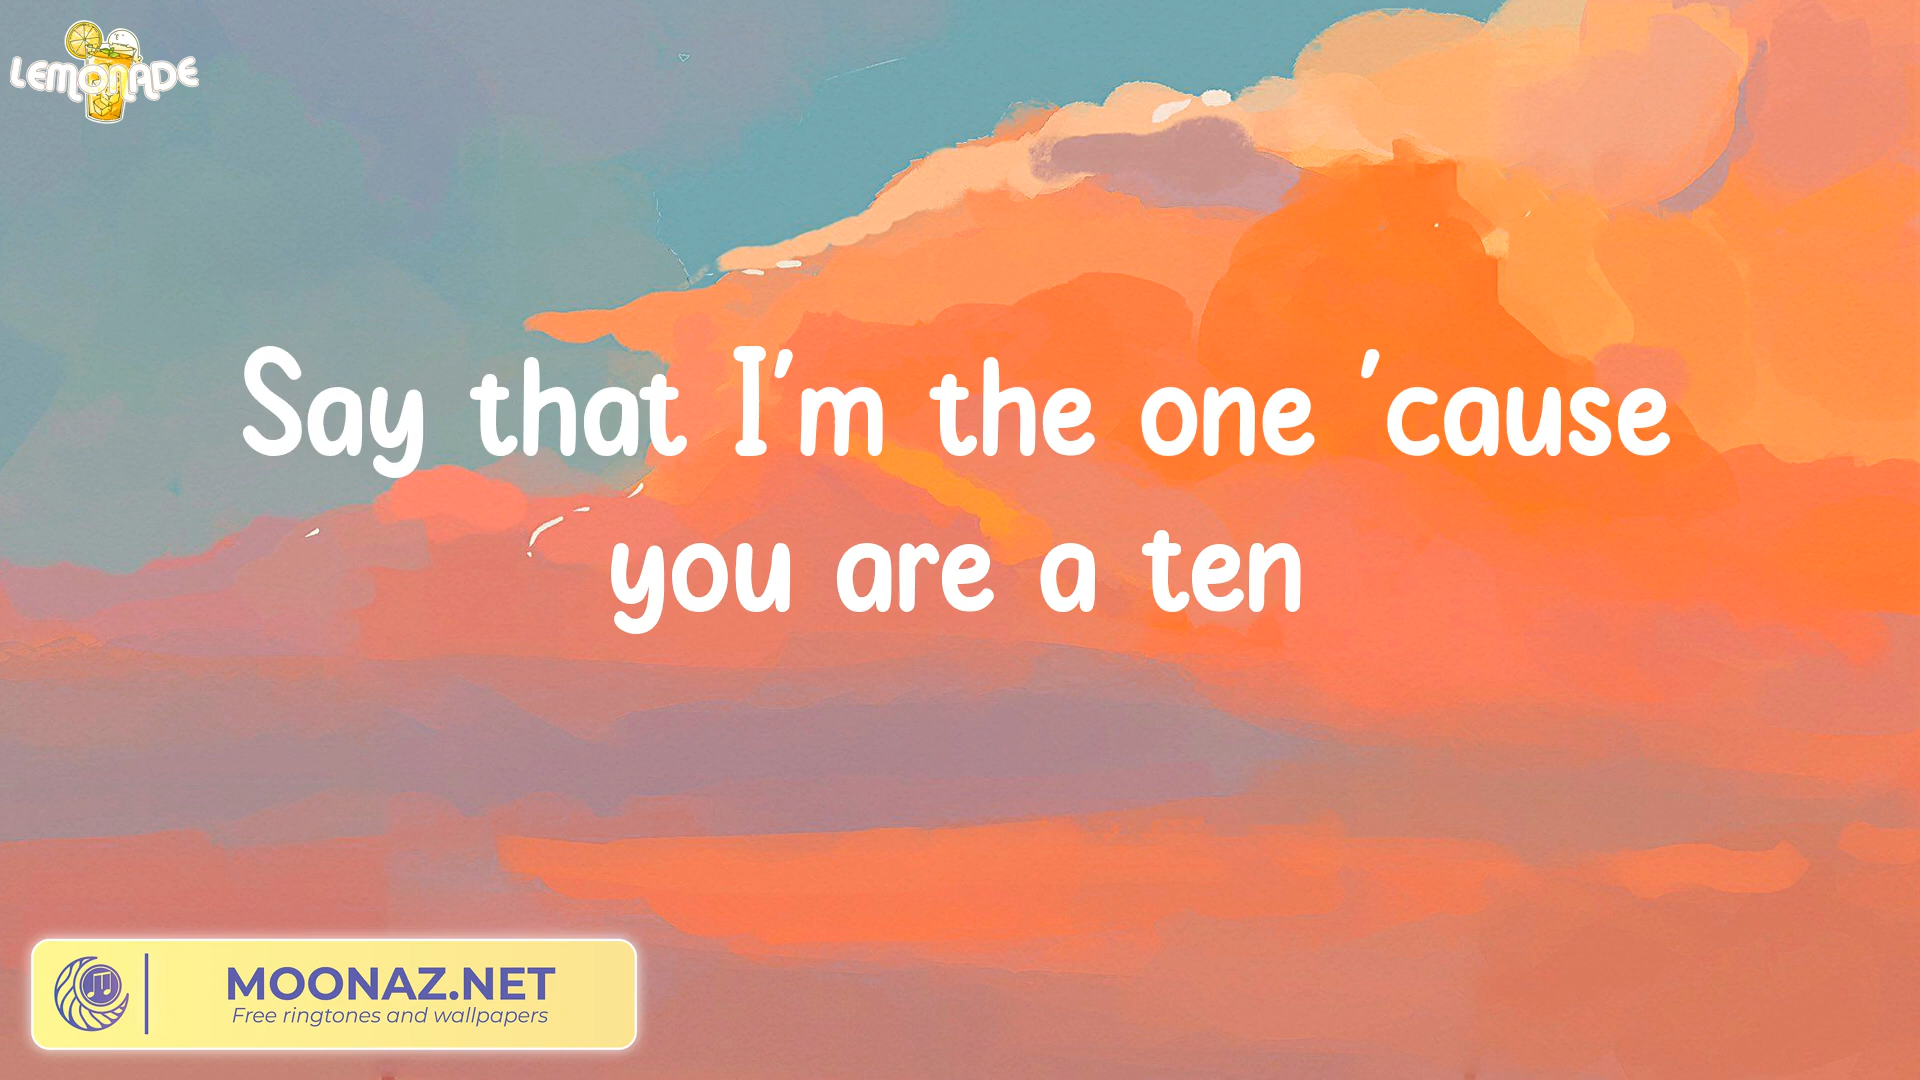 LEMONADE
Say that I'm the one 'cause
you are a ten
MOONAZ.NET
Free ringtones and wallpapers